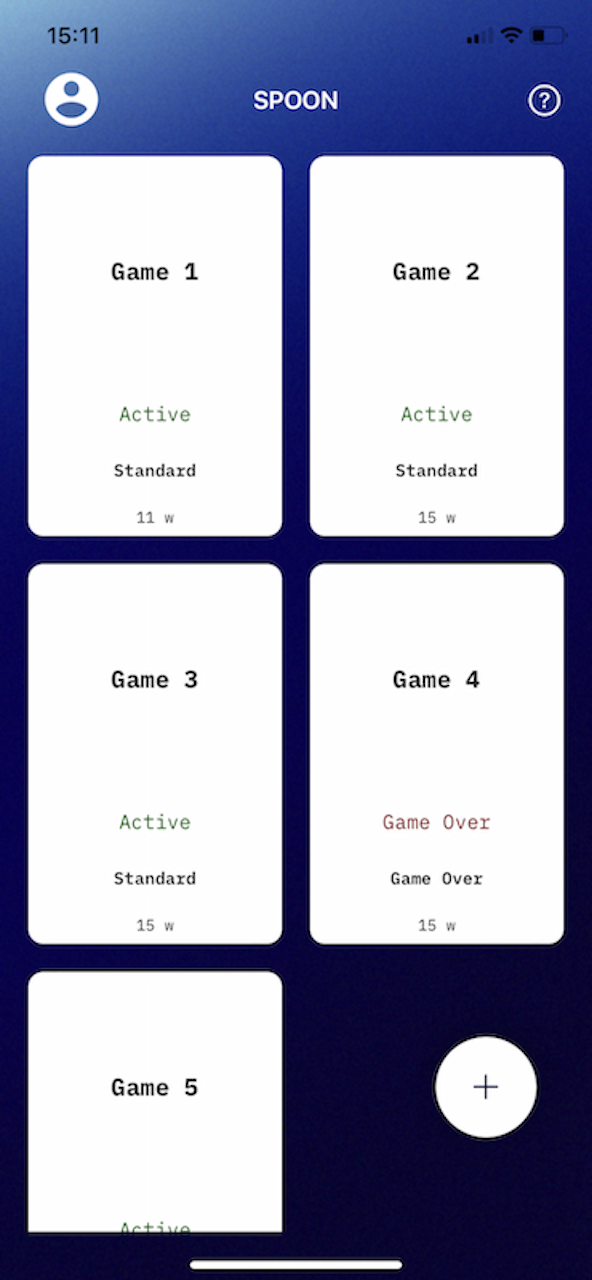 15:11
SPOON
?
Game 1
Active
Standard
11 w
Game 2
Active
Standard
15 w
Game 3
Active
Standard
15 w
Game 4
Game Over
Game Over
15 w
Game 5
Active
+